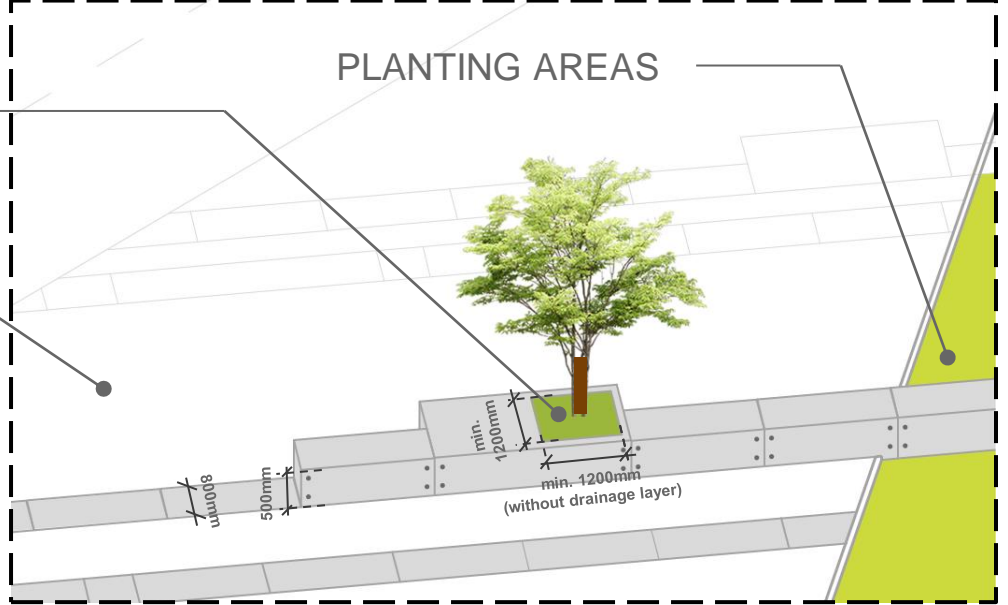 PLANTING AREAS
min.
1200mm
min. 1200mm
(without drainage layer)
500mm
800mm